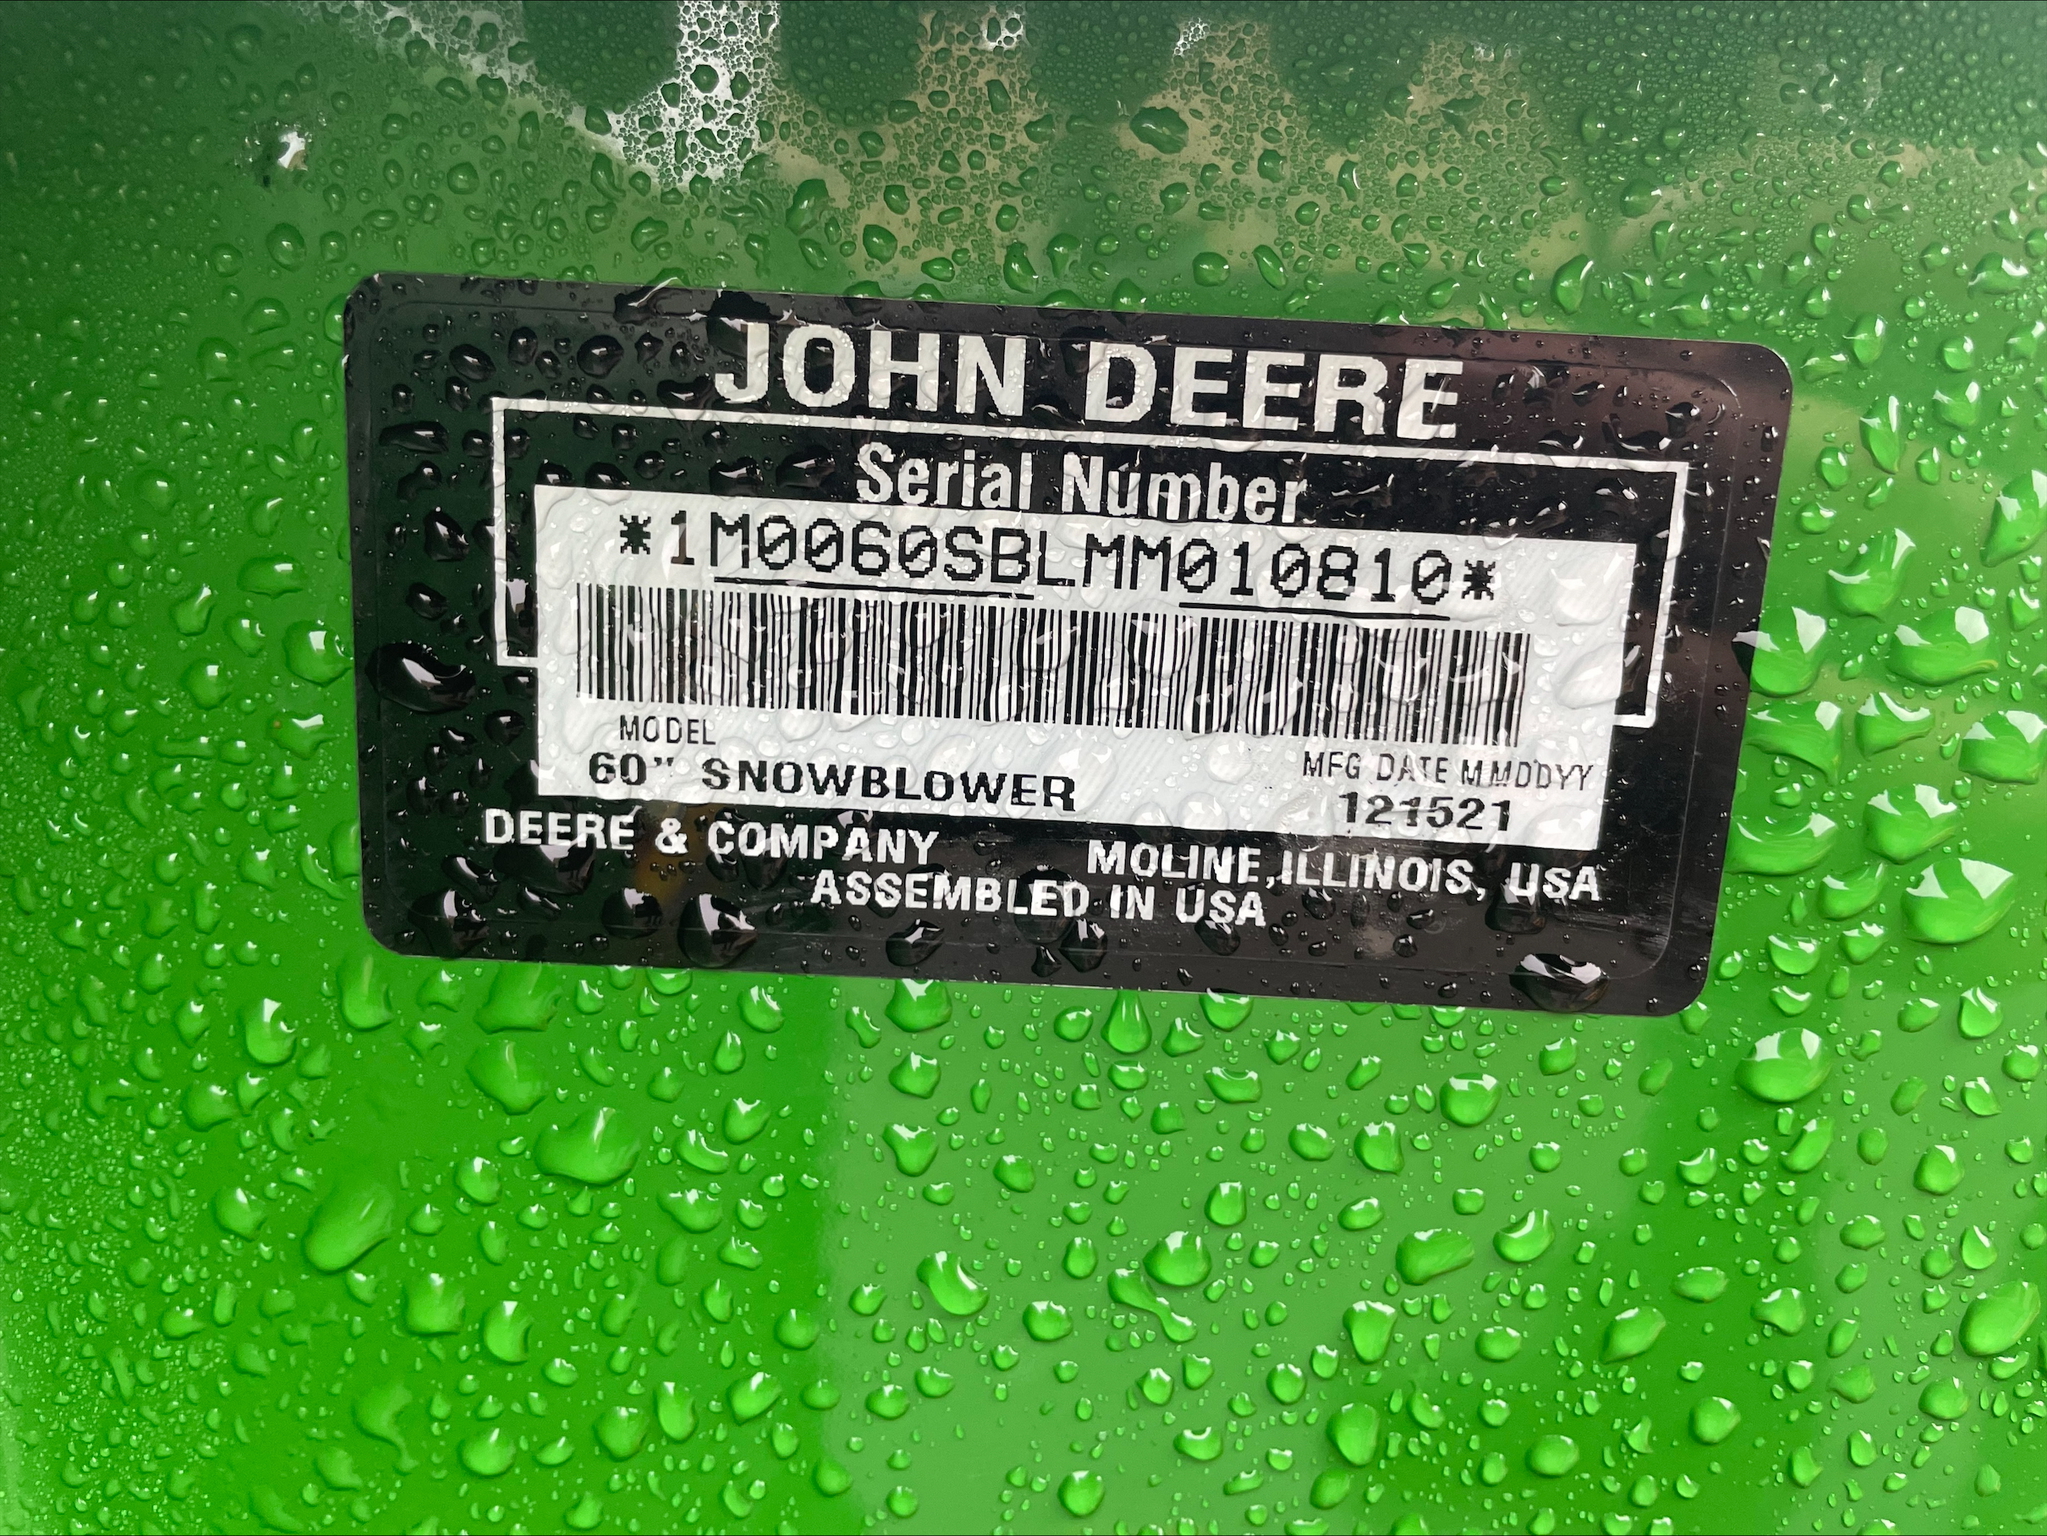 JOHN DEERE
Serial Number
*1M0060SBLMM010810*
MODEL
60" SNOWBLOWER
MFG DATE MMDDYY
121521
DEERE & COMPANY MOLINE, ILLINOIS, USA
ASSEMBLED IN USA